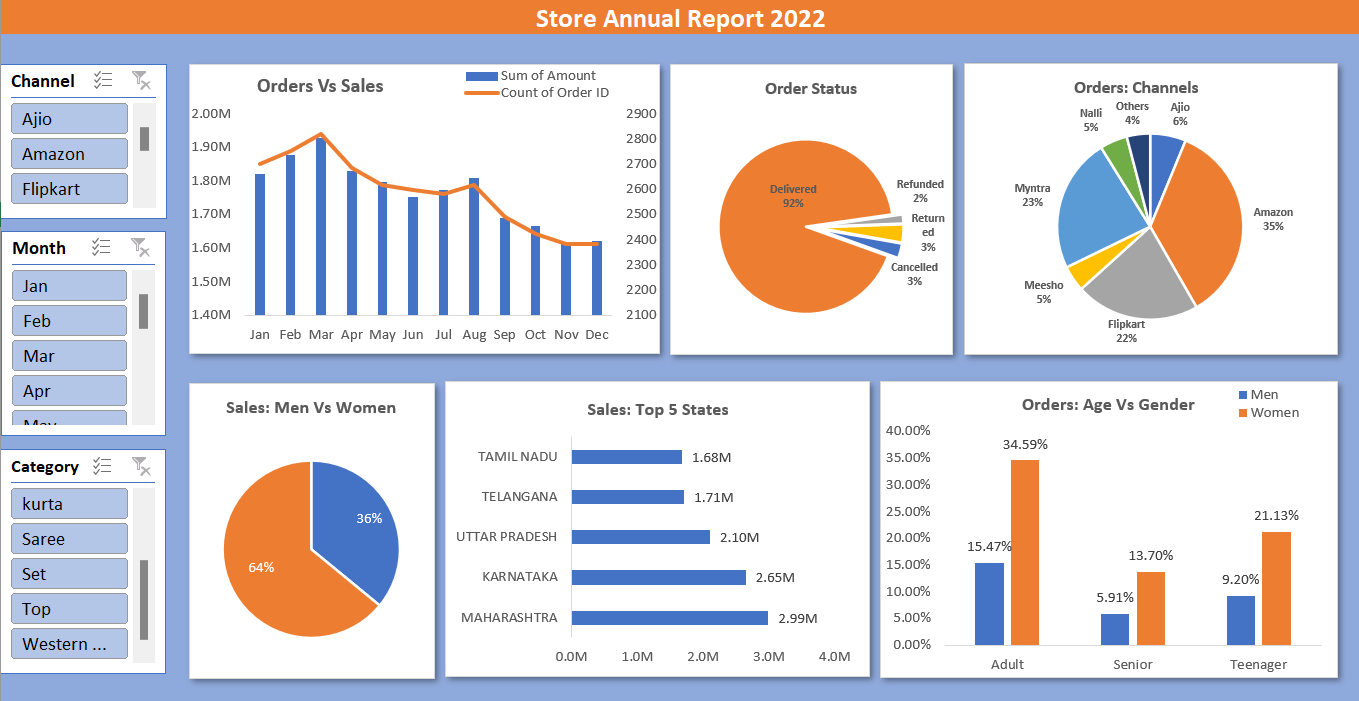 Store Annual Report 2022
Channel
Ajio
Amazon
Flipkart
Month
Jan
Feb
Mar
Apr
May
Category
kurta
Saree
Set
Top
Western ...
Orders Vs Sales
Sum of Amount
Count of Order ID
2.00M
1.90M
1.80M
1.70M
1.60M
1.50M
1.40M
2900
2800
2700
2600
2500
2400
2300
2200
2100
Jan Feb Mar Apr May Jun Jul Aug Sep Oct Nov Dec
Order Status
Delivered
92%
Refunded
2%
Return
ed
3%
Cancelled
3%
Orders: Channels
Ajio
6%
Amazon
35%
Flipkart
22%
Meesho
5%
Myntra
23%
Nalli
5%
Others
4%
Sales: Men Vs Women
36%
64%
Sales: Top 5 States
TAMIL NADU 1.68M
TELANGANA 1.71M
UTTAR PRADESH 2.10M
KARNATAKA 2.65M
MAHARASHTRA 2.99M
0.0M 1.0M 2.0M 3.0M 4.0M
Orders: Age Vs Gender
Men
Women
40.00%
35.00%
30.00%
25.00%
20.00%
15.00%
10.00%
5.00%
0.00%
15.47% 34.59%
5.91% 13.70%
9.20% 21.13%
Adult Senior Teenager